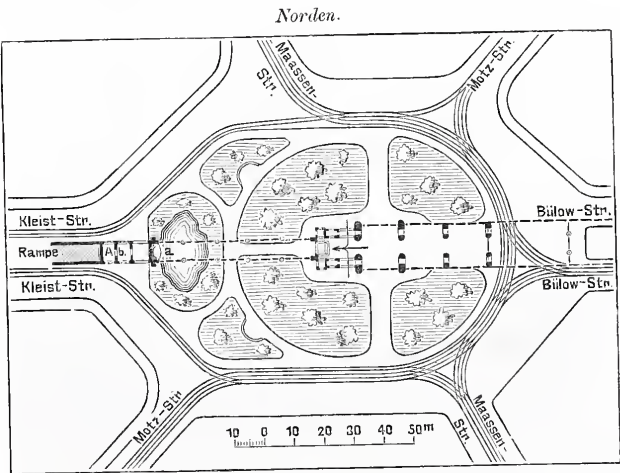 Norden.
Maassen-
Str.
Motz-Str.
Kleist-Str.
Bülow-Str.
Rampe
A
b.
a
Kleist-Str.
Bülow-Str.
Motz-Str
Maassen-
Str.
10 0 10 20 30 40 50m